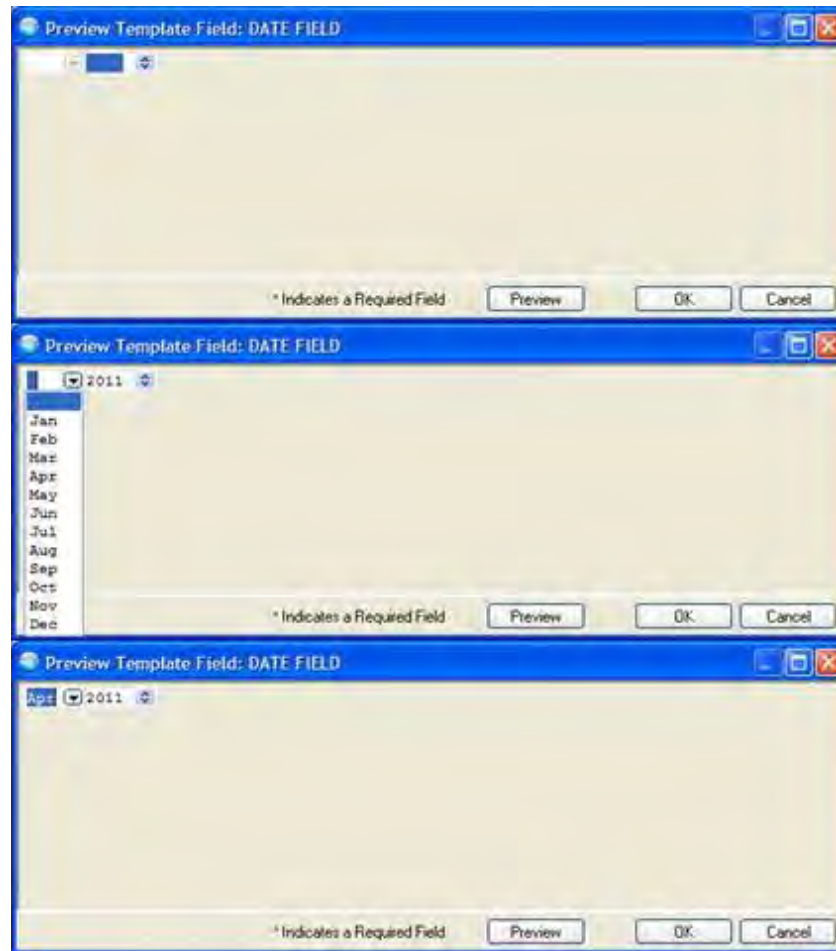 Preview Template Field: DATE FIELD
* Indicates a Required Field Preview OK Cancel
Preview Template Field: DATE FIELD
2011
Jan
Feb
Mar
Apr
May
Jun
Jul
Aug
Sep
Oct
Nov
Dec
* Indicates a Required Field Preview OK Cancel
Preview Template Field: DATE FIELD
Apr 2011
* Indicates a Required Field Preview OK Cancel